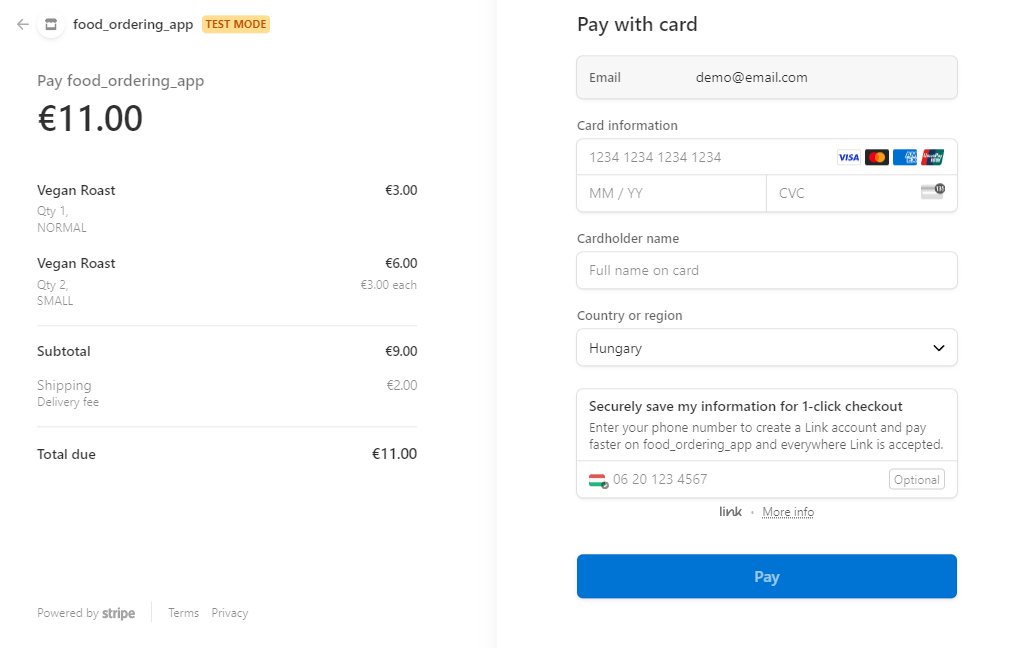 food_ordering_app TEST MODE
Pay food_ordering_app
€11.00
Vegan Roast €3.00
Qty 1,
NORMAL
Vegan Roast €6.00
Qty 2, €3.00 each
SMALL
Subtotal €9.00
Shipping €2.00
Delivery fee
Total due €11.00
Powered by stripe Terms Privacy
Pay with card
Email demo@email.com
Card information
1234 1234 1234 1234 VISA
MM / YY CVC
Cardholder name
Full name on card
Country or region
Hungary
Securely save my information for 1-click checkout
Enter your phone number to create a Link account and pay
faster on food_ordering_app and everywhere Link is accepted.
06 20 123 4567 Optional
link · More info
Pay